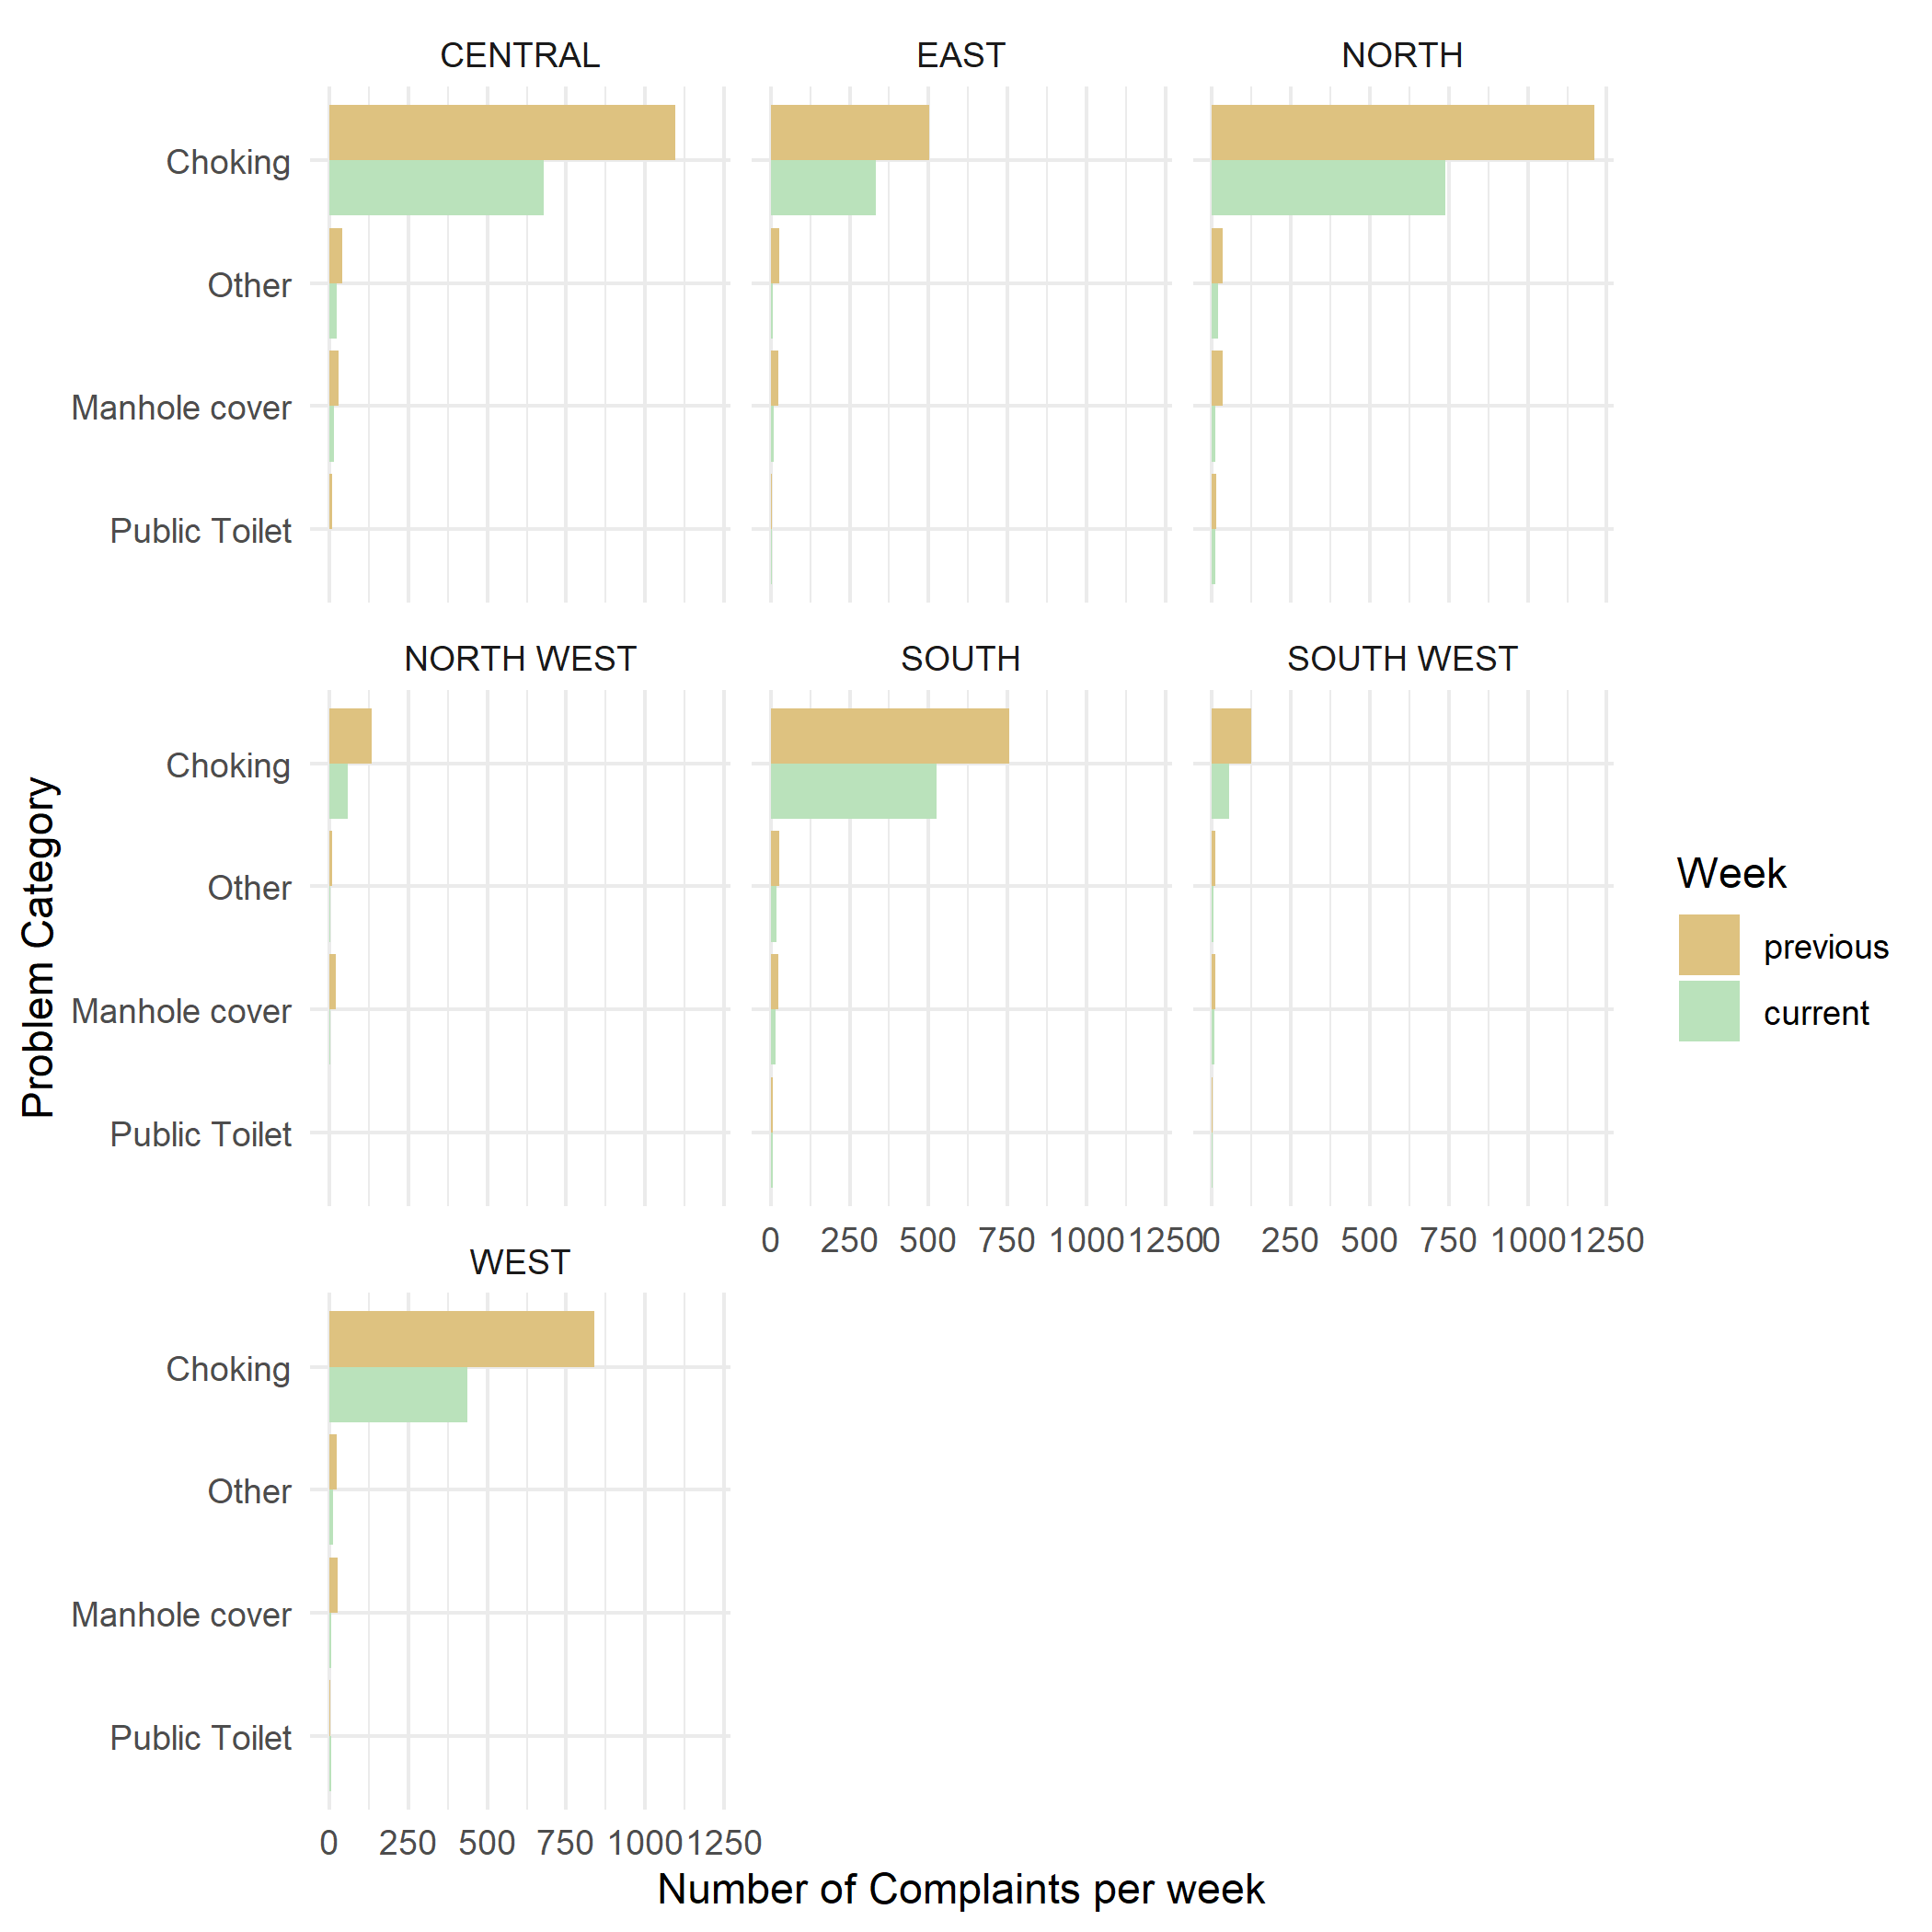 CENTRAL EAST NORTH
Choking
Other
Manhole cover
Public Toilet
NORTH WEST SOUTH SOUTH WEST
Choking
Other
Manhole cover
Public Toilet
0 250 500 750 1000 1250 0 250 500 750 1000 1250
WEST
Choking
Other
Manhole cover
Public Toilet
0 250 500 750 1000 1250
Number of Complaints per week
Problem Category
Week
previous
current